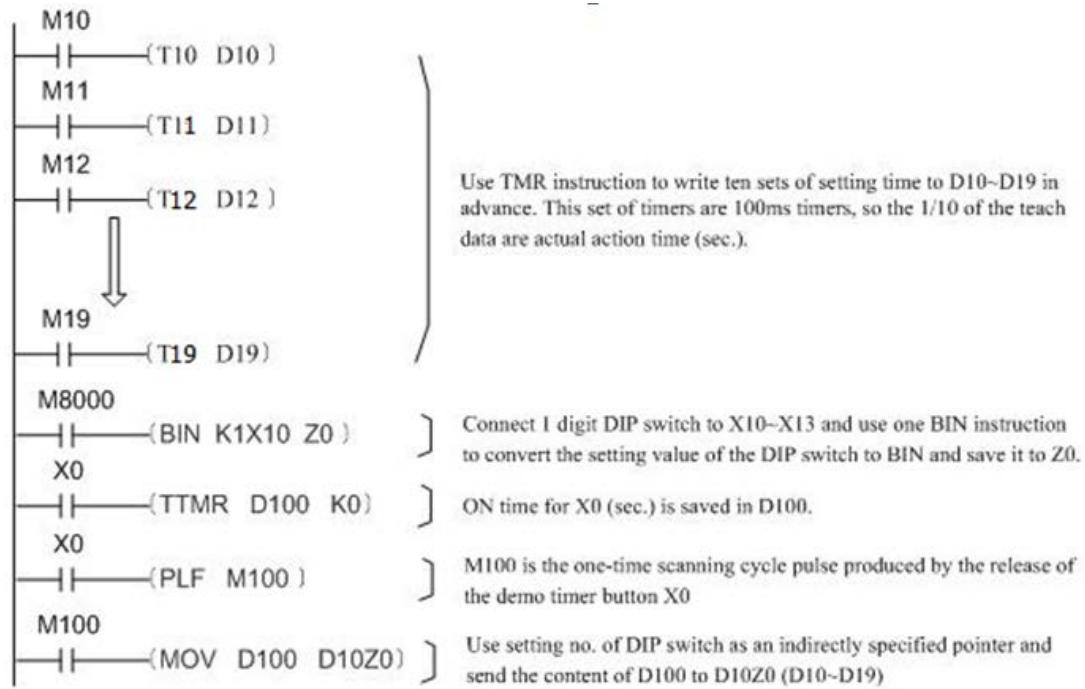 M10
(T10 D10)
M11
(T11 D11)
M12
(T12 D12)
Use TMR instruction to write ten sets of setting time to D10~D19 in
advance. This set of timers are 100ms timers, so the 1/10 of the teach
data are actual action time (sec.).
M19
(T19 D19)
M8000
(BIN K1X10 Z0)
Connect 1 digit DIP switch to X10~X13 and use one BIN instruction
to convert the setting value of the DIP switch to BIN and save it to Z0.
X0
(TTMR D100 K0)
ON time for X0 (sec.) is saved in D100.
X0
(PLF M100)
M100 is the one-time scanning cycle pulse produced by the release of
the demo timer button X0
M100
(MOV D100 D10Z0)
Use setting no. of DIP switch as an indirectly specified pointer and
send the content of D100 to D10Z0 (D10~D19)